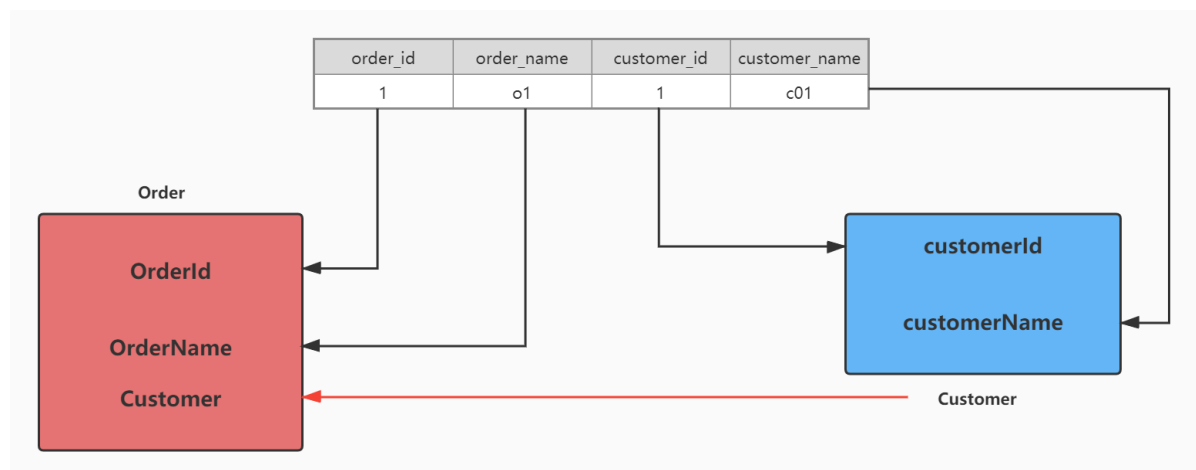 order_id order_name customer_id customer_name
1 o1 1 c01
Order
OrderId
OrderName
Customer
customerId
customerName
Customer